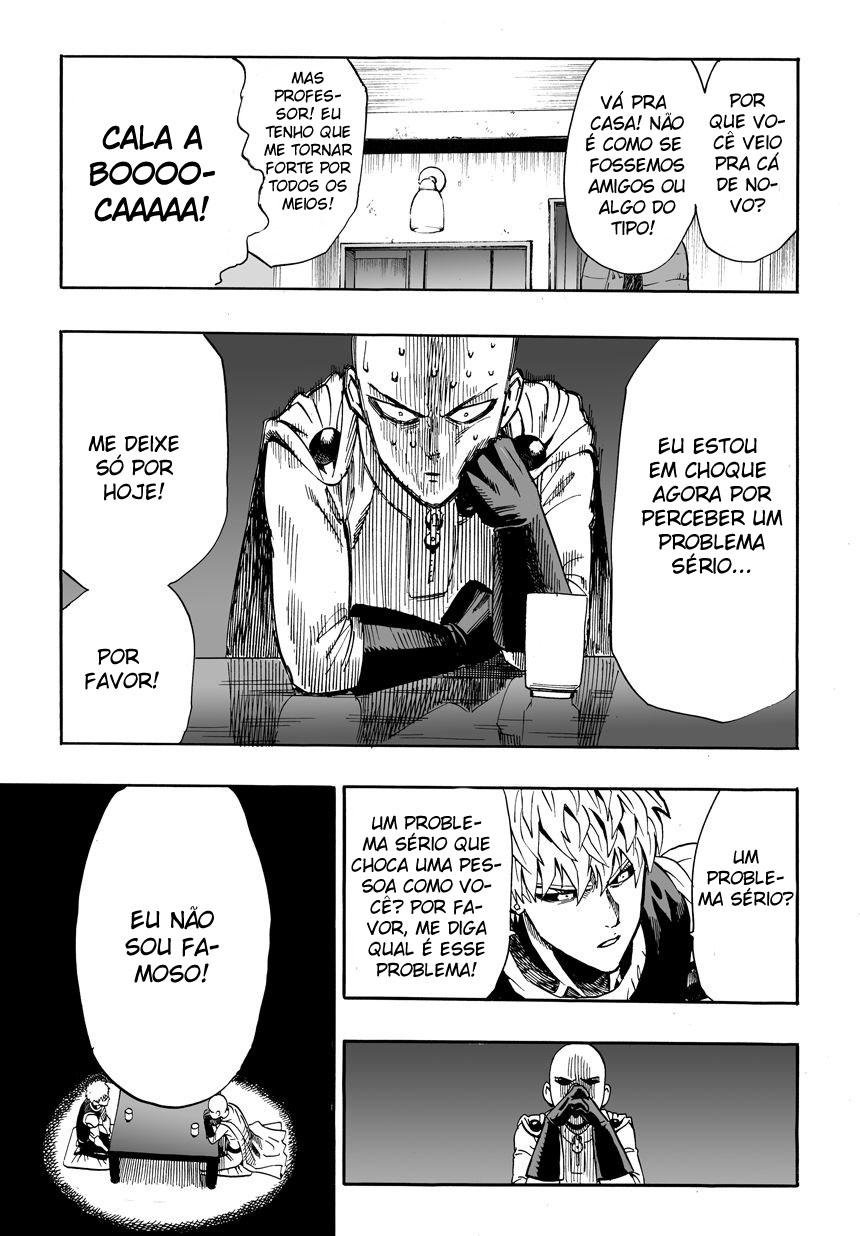 POR
QUE VO-
CÊ VEIO
PRA CÁ
DE NO-
VO?
VÁ PRA
CASA! NÃO
É COMO SE
FOSSEMOS
AMIGOS OU
ALGO DO
TIPO!
MAS
PROFES-
SOR! EU
TENHO QUE
ME TORNAR
FORTE POR
TODOS OS
MEIOS!
CALA A
BOOOO-
CAAAAA!
EU ESTOU
EM CHOQUE
AGORA POR
PERCEBER UM
PROBLEMA
SÉRIO...
ME DEIXE
SÓ POR
HOJE!
POR
FAVOR!
UM
PROBLE-
MA SÉRIO?
UM PROBLE-
MA SÉRIO QUE
CHOCA UMA PES-
SOA COMO VO-
CÊ? POR FA-
VOR, ME DIGA
QUAL É ESSE
PROBLEMA!
EU NÃO
SOU FA-
MOSO!